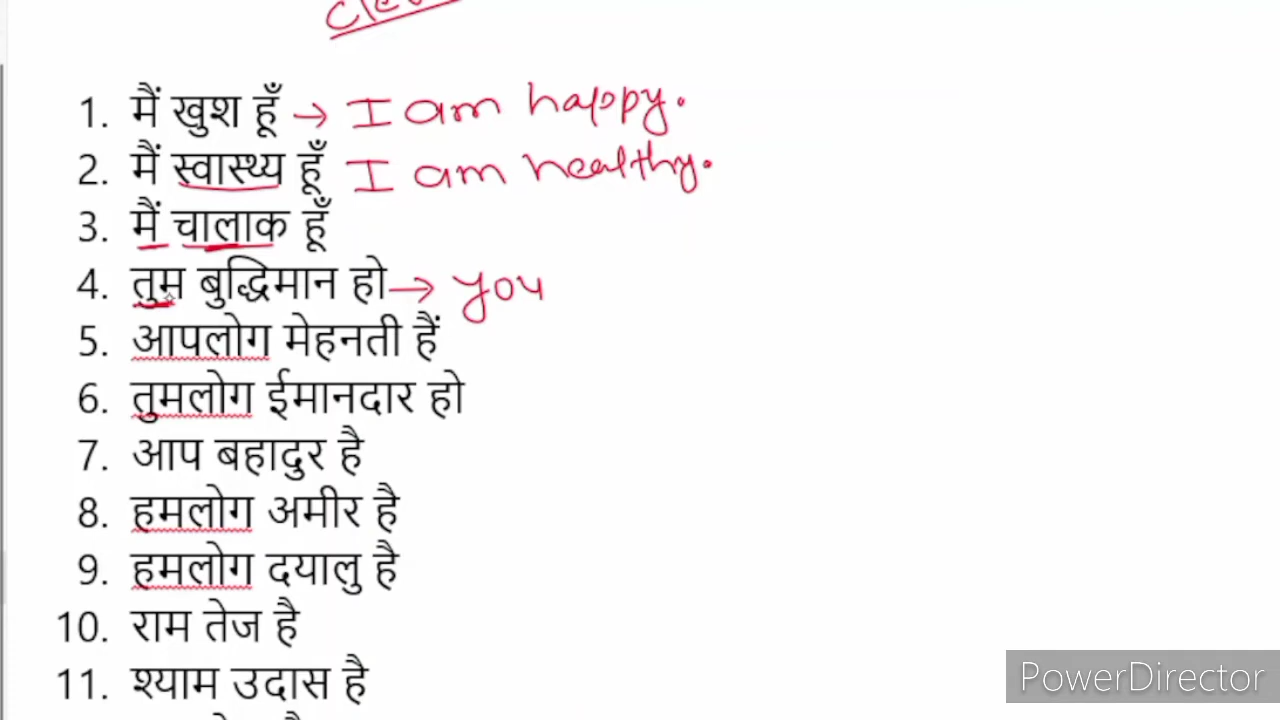 1. मैं खुश हूँ → I am happy.
2. मैं स्वास्थ्य हूँ I am healthy.
3. मैं चालाक हूँ
4. तुम बुद्धिमान हो → you
5. आपलोग मेहनती हैं
6. तुमलोग ईमानदार हो
7. आप बहादुर है
8. हमलोग अमीर है
9. हमलोग दयालु है
10. राम तेज है
11. श्याम उदास है
PowerDirector